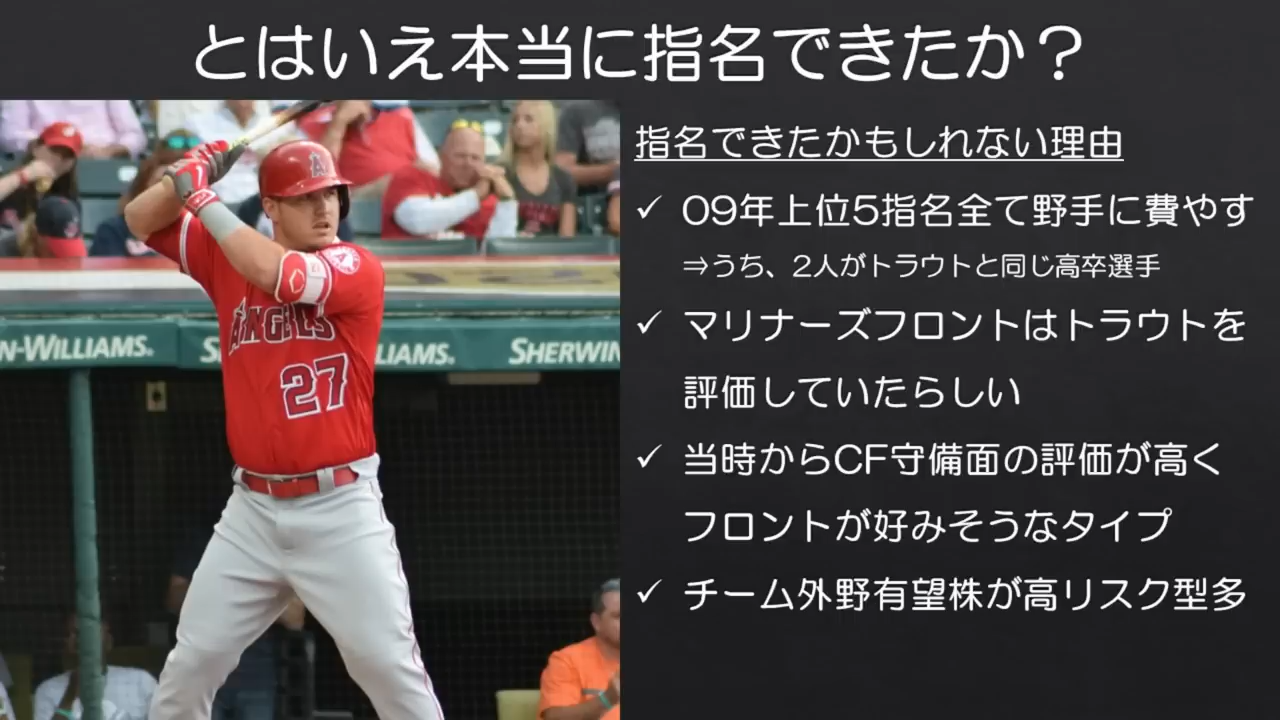 とはいえ本当に指名できたか？
指名できたかもしれない理由
✓ 09年上位5指名全て野手に費やす
⇒うち、2人がトラウトと同じ高卒選手
✓ マリナーズフロントはトラウトを
評価していたらしい
✓ 当時からCF守備面の評価が高く
フロントが好みそうなタイプ
✓ チーム外野有望株が高リスク型多
A
ANGELS
27
N-WILLIAMS.
LIAMS.
SHERWIN